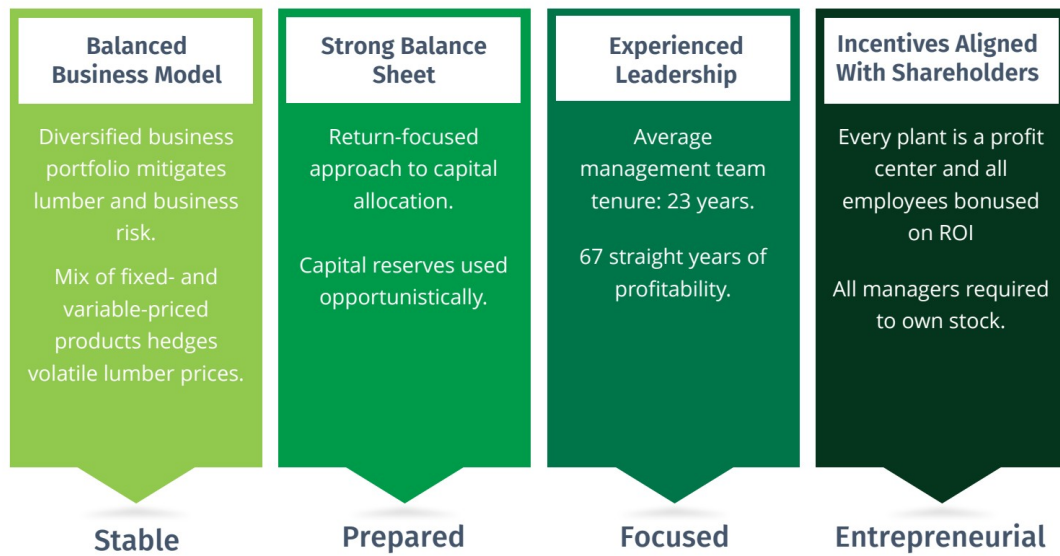 Balanced
Business Model
Diversified business
portfolio mitigates
lumber and business
risk.
Mix of fixed- and
variable-priced
products hedges
volatile lumber prices.
Stable
Strong Balance
Sheet
Return-focused
approach to capital
allocation.
Capital reserves used
opportunistically.
Prepared
Experienced
Leadership
Average
management team
tenure: 23 years.
67 straight years of
profitability.
Focused
Incentives Aligned
With Shareholders
Every plant is a profit
center and all
employees bonused
on ROI
All managers required
to own stock.
Entrepreneurial